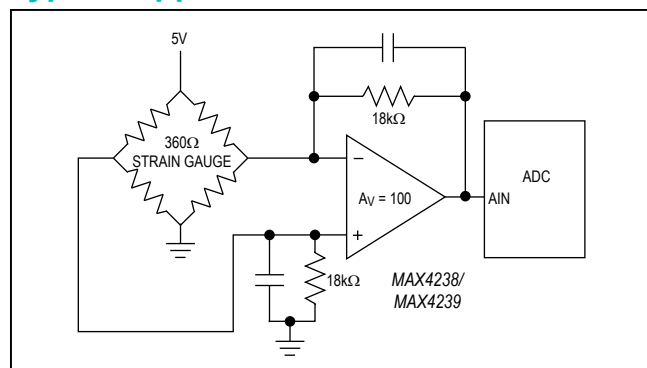 5V
360Ω
STRAIN GAUGE
18kΩ
AV = 100
−
+
18kΩ
MAX4238/
MAX4239
AIN
ADC